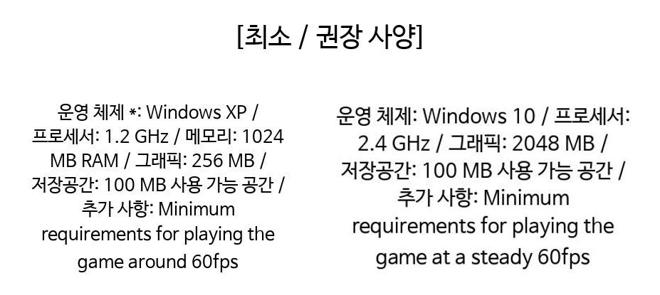 [최소 / 권장 사양]
운영 체제 *: Windows XP /
프로세서: 1.2 GHz / 메모리: 1024
MB RAM / 그래픽: 256 MB /
저장공간: 100 MB 사용 가능 공간 /
추가 사항: Minimum
requirements for playing the
game around 60fps
운영 체제: Windows 10 / 프로세서:
2.4 GHz / 그래픽: 2048 MB /
저장공간: 100 MB 사용 가능 공간 /
추가 사항: Minimum
requirements for playing the
game at a steady 60fps